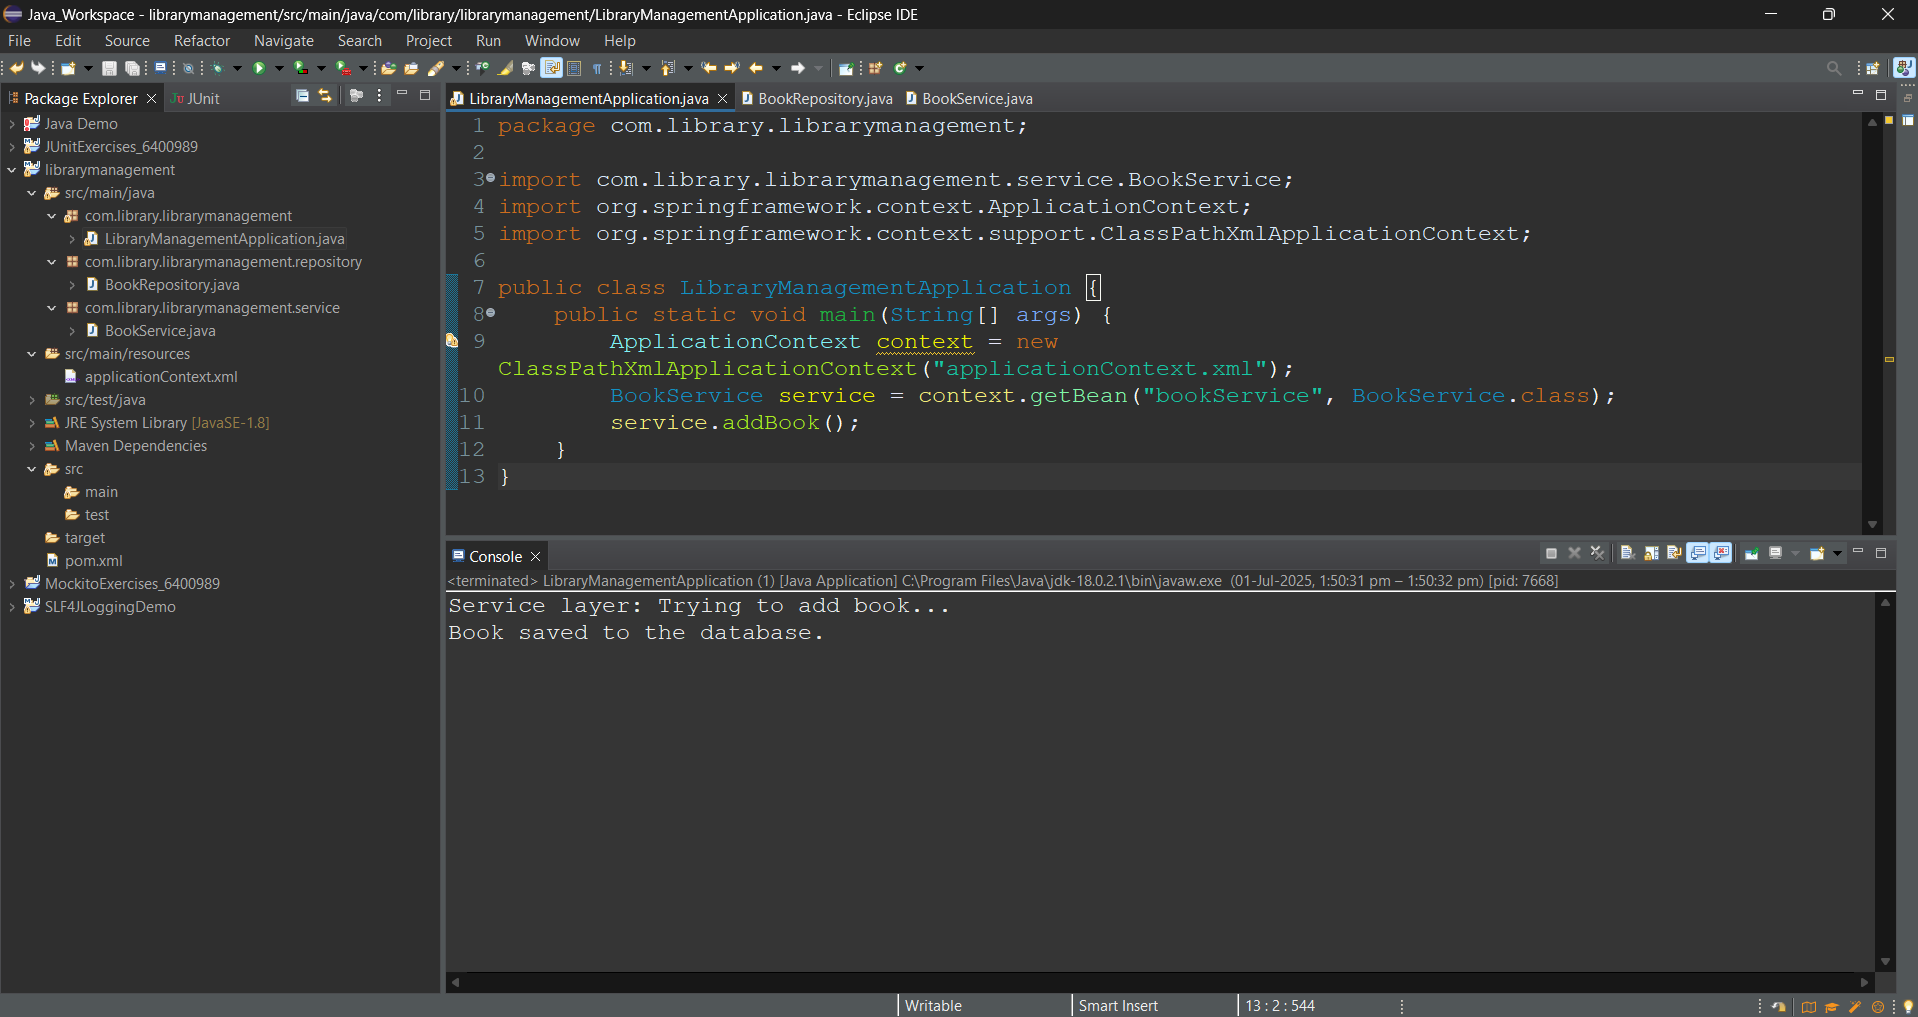 Java_Workspace - librarymanagement/src/main/java/com/library/librarymanagement/LibraryManagementApplication.java - Eclipse IDE
File Edit Source Refactor Navigate Search Project Run Window Help
Package Explorer
JUnit
Java Demo
JUnitExercises_6400989
librarymanagement
src/main/java
com.library.librarymanagement
LibraryManagementApplication.java
com.library.librarymanagement.repository
BookRepository.java
com.library.librarymanagement.service
BookService.java
src/main/resources
applicationContext.xml
src/test/java
JRE System Library [JavaSE-1.8]
Maven Dependencies
src
main
test
target
pom.xml
MockitoExercises_6400989
SLF4JLoggingDemo
LibraryManagementApplication.java BookRepository.java BookService.java
1 package com.library.librarymanagement;
2
3 import com.library.librarymanagement.service.BookService;
4 import org.springframework.context.ApplicationContext;
5 import org.springframework.context.support.ClassPathXmlApplicationContext;
6
7 public class LibraryManagementApplication {
8 public static void main(String[] args) {
9 ApplicationContext context = new
ClassPathXmlApplicationContext("applicationContext.xml");
10 BookService service = context.getBean("bookService", BookService.class);
11 service.addBook();
12 }
13 }
Console
<terminated> LibraryManagementApplication (1) [Java Application] C:\Program Files\Java\jdk-18.0.2.1\bin\javaw.exe (01-Jul-2025, 1:50:31 pm – 1:50:32 pm) [pid: 7668]
Service layer: Trying to add book...
Book saved to the database.
Writable Smart Insert 13 : 2 : 544